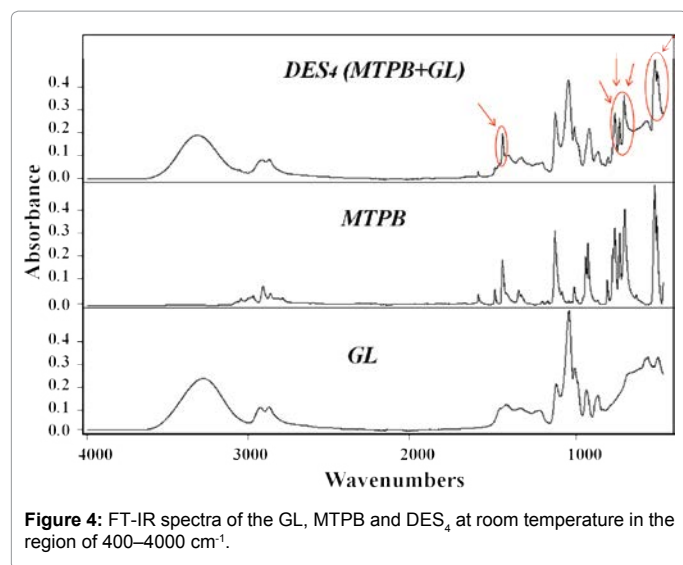 DES₄ (MTPB+GL)
0.4
0.3
0.2
0.1
0.0
MTPB
0.4
0.3
0.2
0.1
0.0
GL
0.4
0.3
0.2
0.1
0.0
Absorbance
4000 3000 2000 1000
Wavenumbers
Figure 4: FT-IR spectra of the GL, MTPB and DES₄ at room temperature in the
region of 400–4000 cm⁻¹.